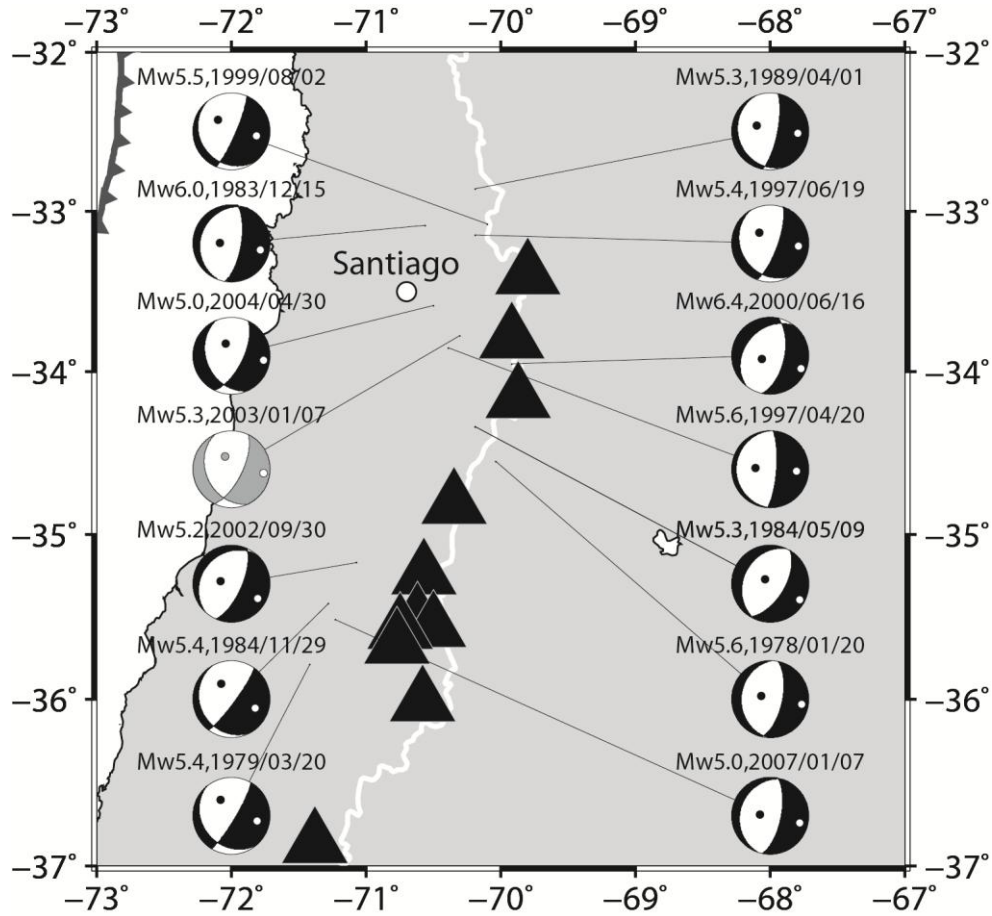 −73° −72° −71° −70° −69° −68° −67°
−32° −32°
Mw5.5,1999/08/02 Mw5.3,1989/04/01
Mw6.0,1983/12/15 Mw5.4,1997/06/19
−33° −33°
Santiago
Mw5.0,2004/04/30 Mw6.4,2000/06/16
−34° −34°
Mw5.3,2003/01/07 Mw5.6,1997/04/20
−35° −35°
Mw5.2,2002/09/30 Mw5.3,1984/05/09
Mw5.4,1984/11/29 Mw5.6,1978/01/20
−36° −36°
Mw5.4,1979/03/20 Mw5.0,2007/01/07
−37° −37°
−73° −72° −71° −70° −69° −68° −67°